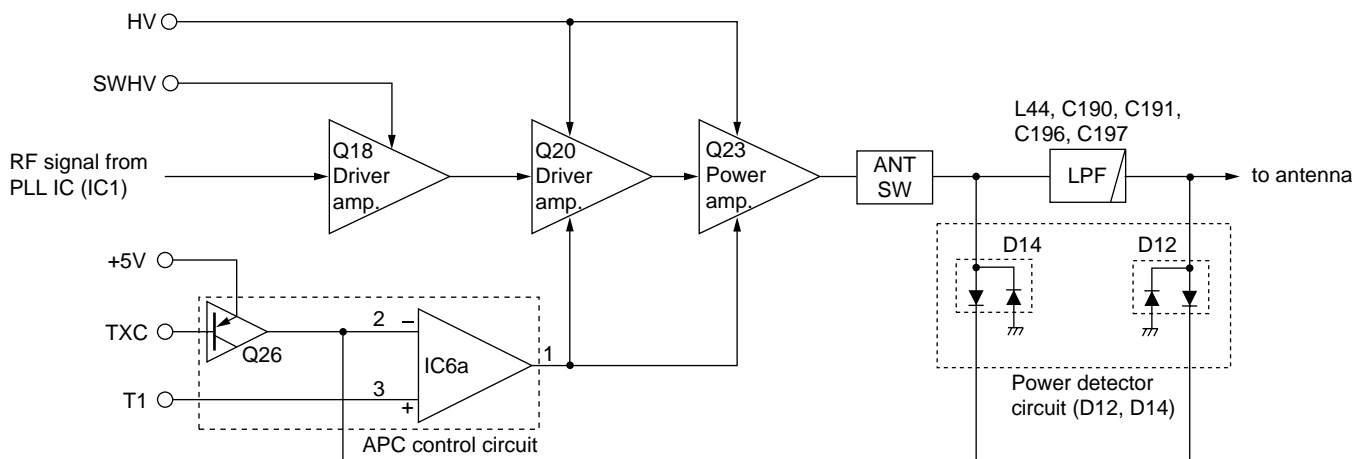 HV
SWHV
L44, C190, C191,
C196, C197
RF signal from
PLL IC (IC1)
Q18
Driver
amp.
Q20
Driver
amp.
Q23
Power
amp.
ANT
SW
LPF
to antenna
+5V
TXC
Q26
T1
2
–
3
+
IC6a
1
APC control circuit
D14
D12
Power detector
circuit (D12, D14)